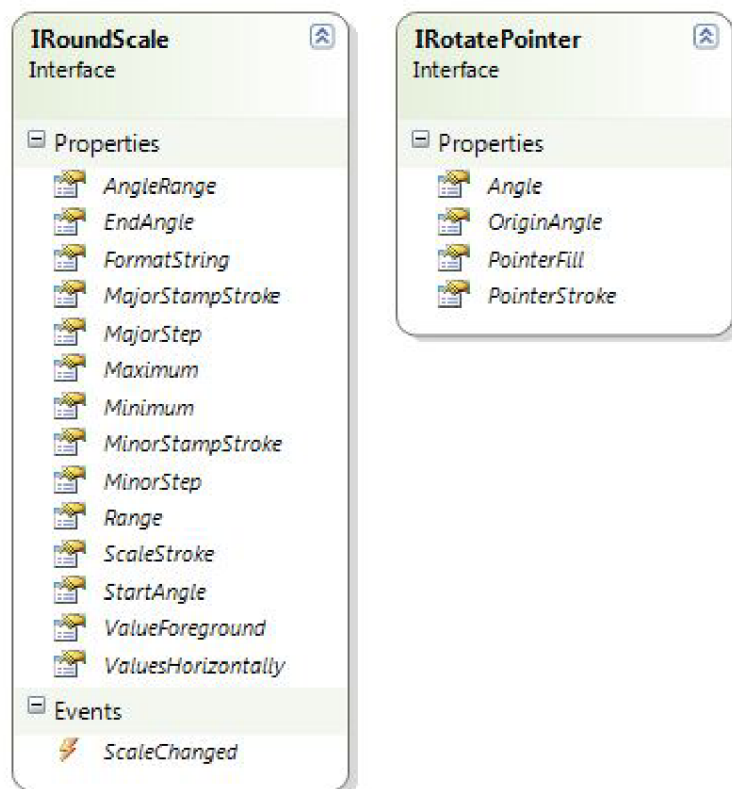 IRoundScale
Interface
Properties
AngleRange
EndAngle
FormatString
MajorStampStroke
MajorStep
Maximum
Minimum
MinorStampStroke
MinorStep
Range
ScaleStroke
StartAngle
ValueForeground
ValuesHorizontally
Events
ScaleChanged
IRotatePointer
Interface
Properties
Angle
OriginAngle
PointerFill
PointerStroke